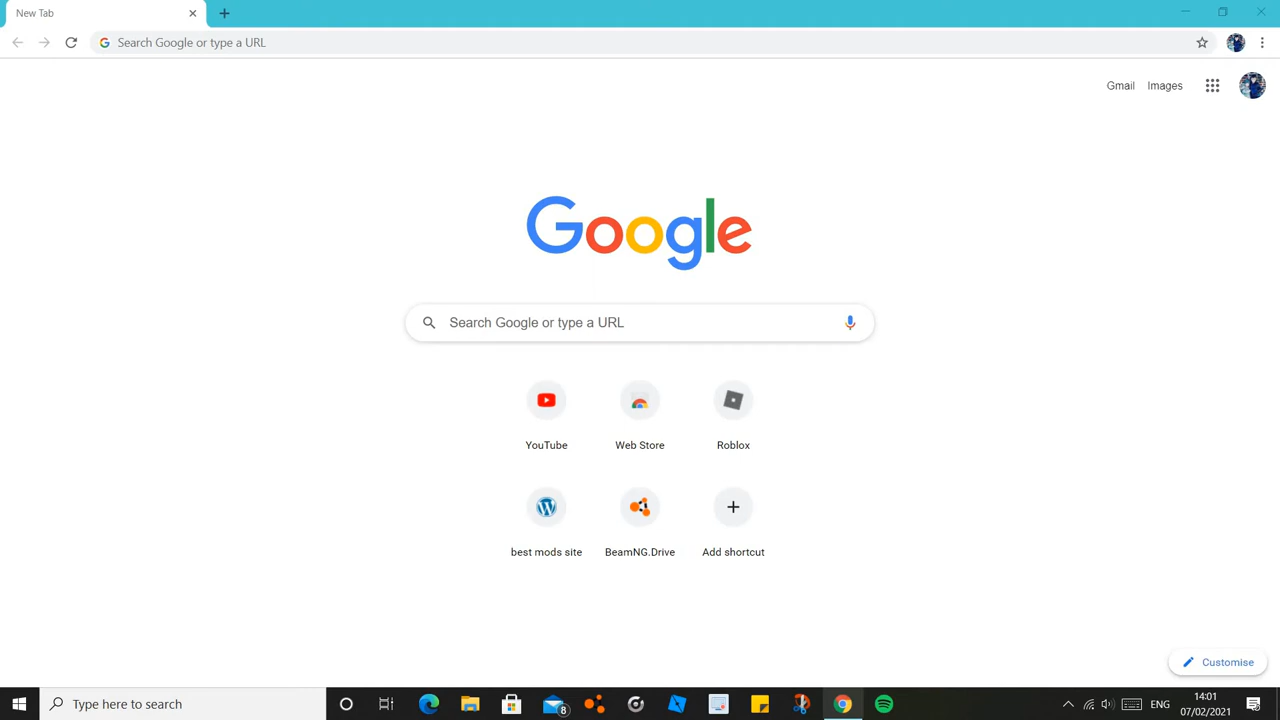 New Tab
Search Google or type a URL
Gmail Images
Google
Search Google or type a URL
YouTube Web Store Roblox
best mods site BeamNG.Drive Add shortcut
Customise
Type here to search
8
ENG
14:01
07/02/2021